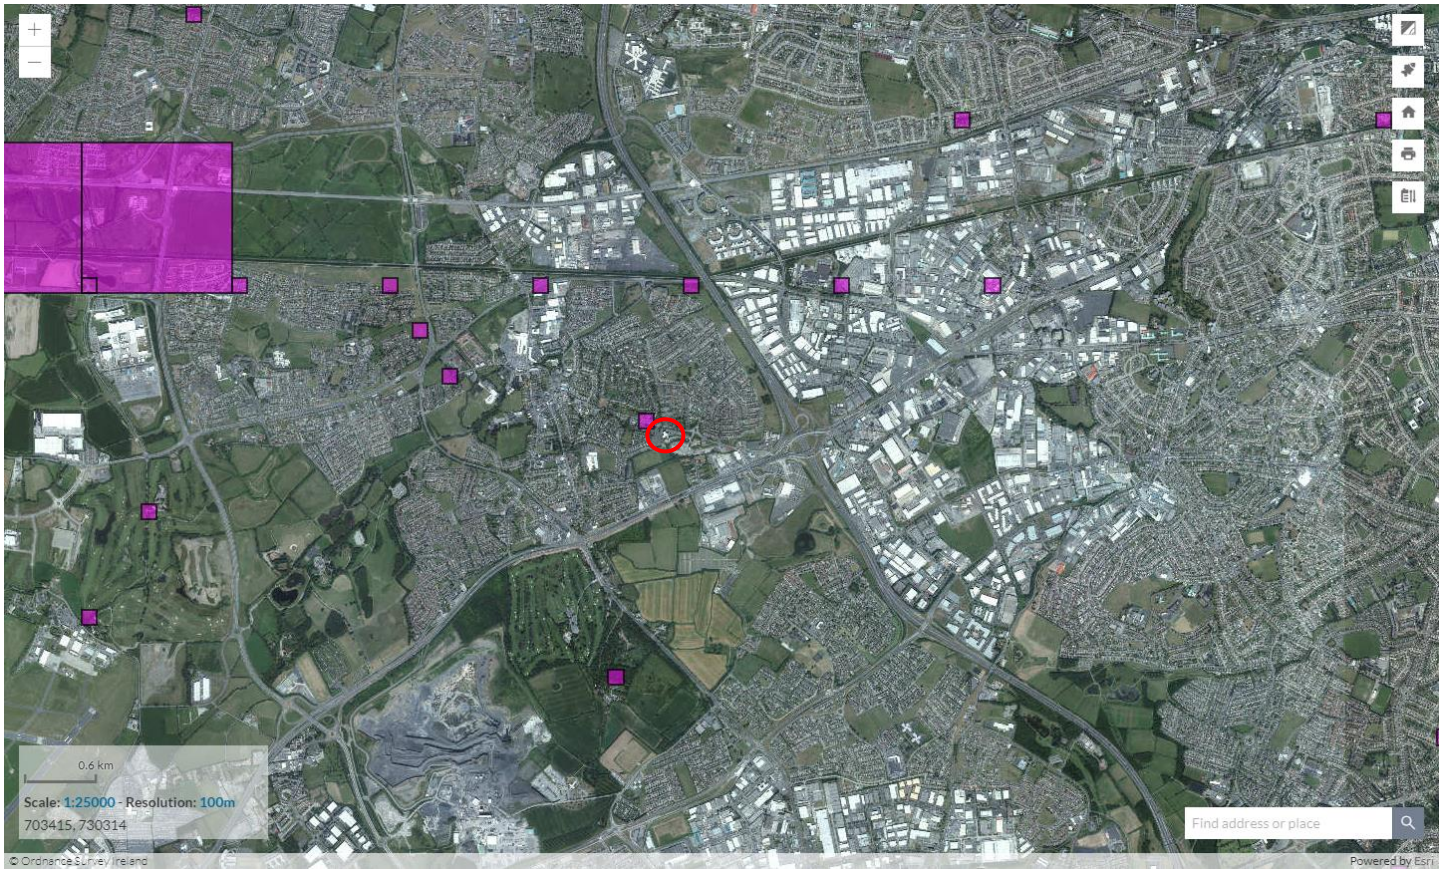 +
−
0.6 km
Scale: 1:25000 - Resolution: 100m
703415, 730314
Find address or place
© Ordnance Survey Ireland
Powered by Esri